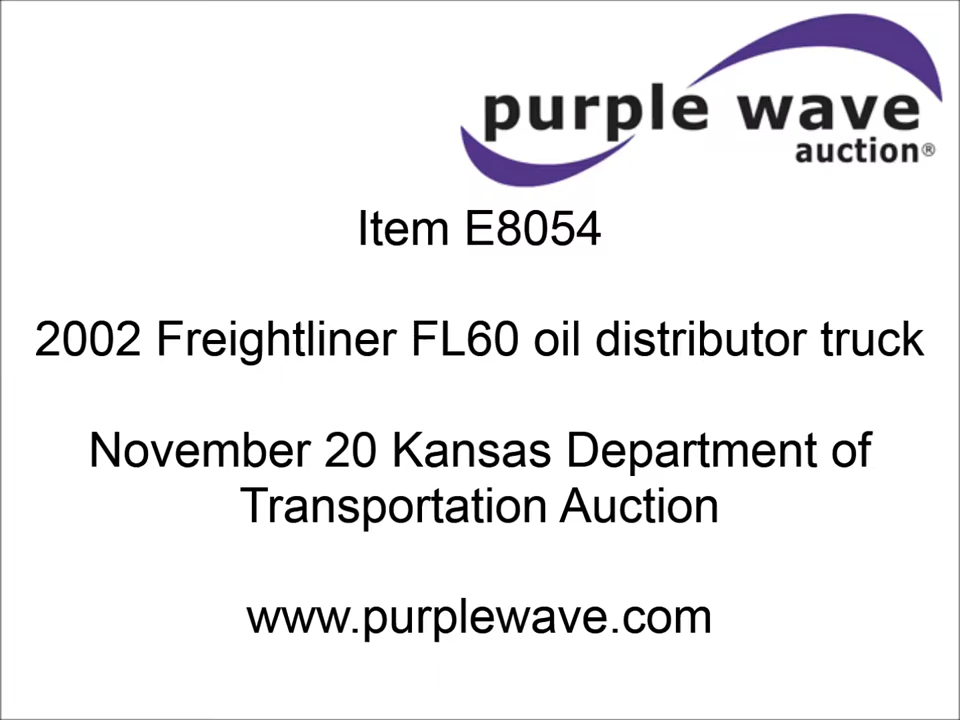 purple wave
auction®
Item E8054
2002 Freightliner FL60 oil distributor truck
November 20 Kansas Department of
Transportation Auction
www.purplewave.com